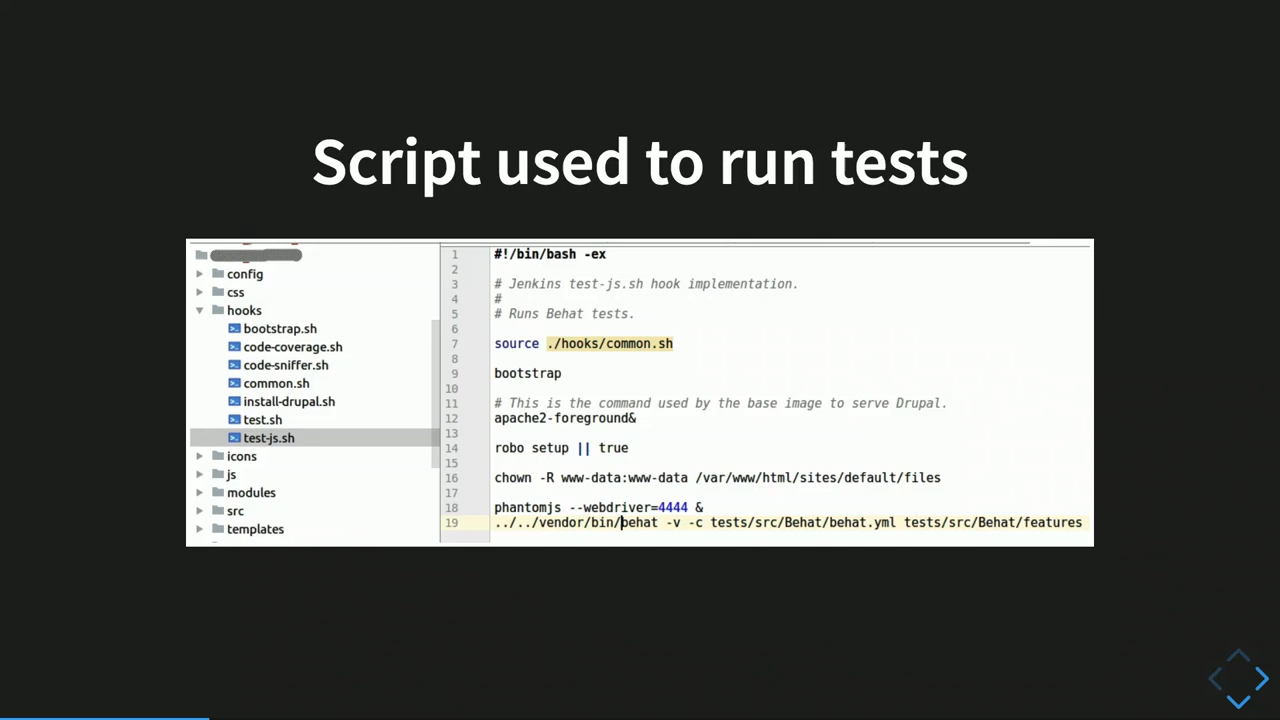 Script used to run tests
config
css
hooks
bootstrap.sh
code-coverage.sh
code-sniffer.sh
common.sh
install-drupal.sh
test.sh
test-js.sh
icons
js
modules
src
templates
1 #!/bin/bash -ex
2
3 # Jenkins test-js.sh hook implementation.
4 #
5 # Runs Behat tests.
6
7 source ./hooks/common.sh
8
9 bootstrap
10
11 # This is the command used by the base image to serve Drupal.
12 apache2-foreground&
13
14 robo setup || true
15
16 chown -R www-data:www-data /var/www/html/sites/default/files
17
18 phantomjs --webdriver=4444 &
19 ../../vendor/bin/behat -v -c tests/src/Behat/behat.yml tests/src/Behat/features